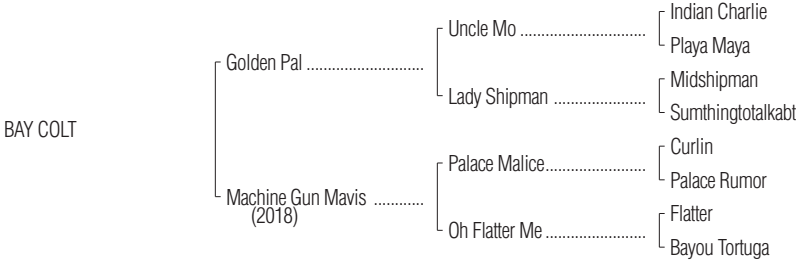 Indian Charlie
Uncle Mo ..............................
Playa Maya
Golden Pal ............................
Midshipman
Lady Shipman ......................
Sumthingtotalkabt
BAY COLT
Curlin
Palace Malice........................
Palace Rumor
Machine Gun Mavis ............
(2018)
Flatter
Oh Flatter Me ........................
Bayou Tortuga